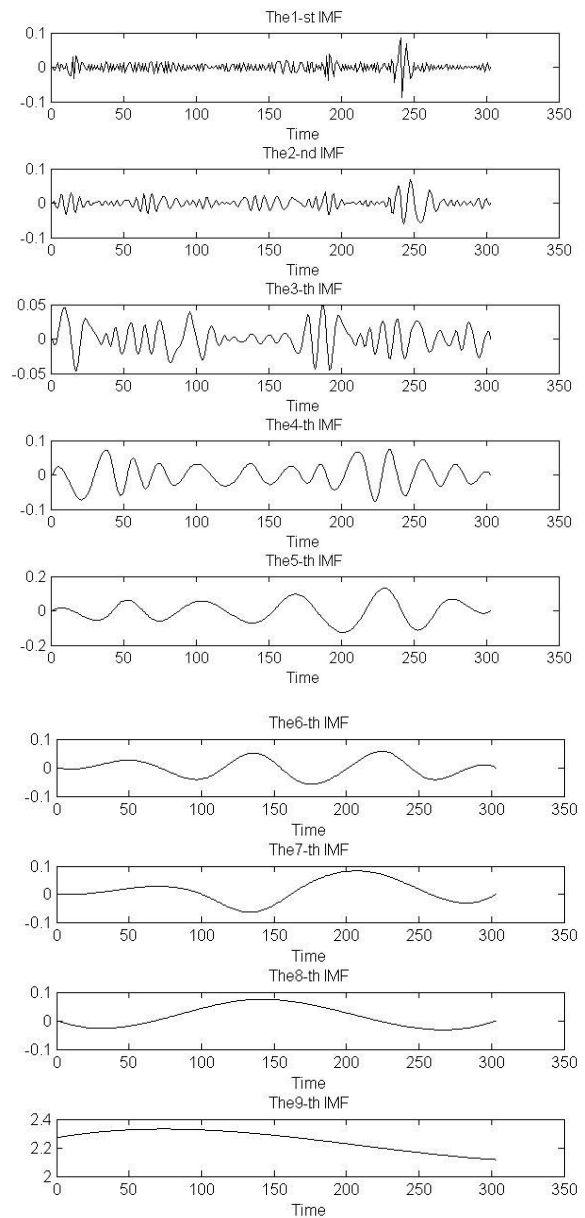 The1-st IMF
0.1
0
-0.1
0 50 100 150 200 250 300 350
Time
The2-nd IMF
0.1
0
-0.1
0 50 100 150 200 250 300 350
Time
The3-th IMF
0.05
0
-0.05
0 50 100 150 200 250 300 350
Time
The4-th IMF
0.1
0
-0.1
0 50 100 150 200 250 300 350
Time
The5-th IMF
0.2
0
-0.2
0 50 100 150 200 250 300 350
Time
The6-th IMF
0.1
0
-0.1
0 50 100 150 200 250 300 350
Time
The7-th IMF
0.1
0
-0.1
0 50 100 150 200 250 300 350
Time
The8-th IMF
0.1
0
-0.1
0 50 100 150 200 250 300 350
Time
The9-th IMF
2.4
2.2
2
0 50 100 150 200 250 300 350
Time